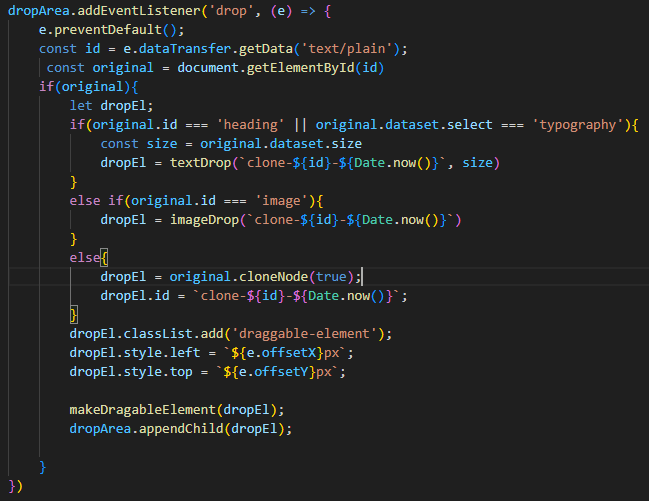 dropArea.addEventListener('drop', (e) => {
    e.preventDefault();
    const id = e.dataTransfer.getData('text/plain');
     const original = document.getElementById(id)
    if(original){
        let dropEl;
        if(original.id === 'heading' || original.dataset.select === 'typography'){
            const size = original.dataset.size
            dropEl = textDrop(`clone-${id}-${Date.now()}`, size)
        }
        else if(original.id === 'image'){
            dropEl = imageDrop(`clone-${id}-${Date.now()}`)
        }
        else{
            dropEl = original.cloneNode(true);
            dropEl.id = `clone-${id}-${Date.now()}`;
        }
        dropEl.classList.add('draggable-element');
        dropEl.style.left = `${e.offsetX}px`;
        dropEl.style.top = `${e.offsetY}px`;

        makeDragableElement(dropEl);
        dropArea.appendChild(dropEl);

    }
})